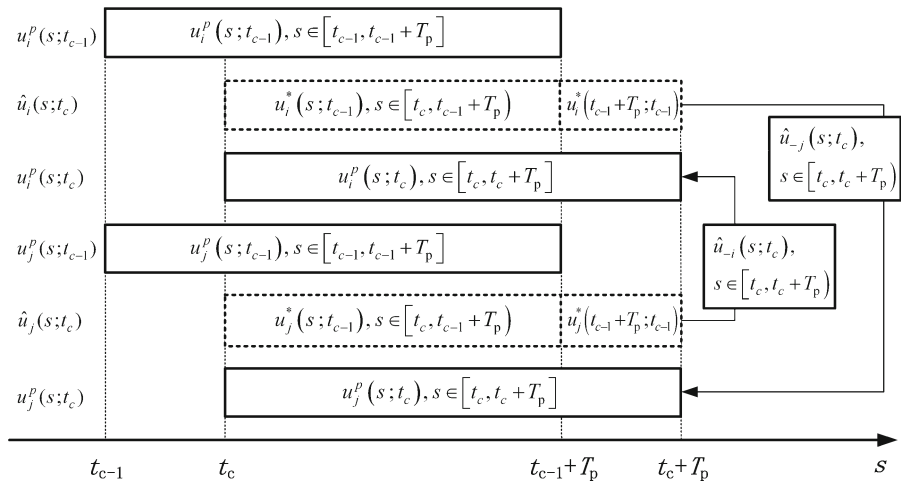 u_i^p(s;t_{c-1})
u_i^p(s;t_{c-1}), s∈[t_{c-1}, t_{c-1}+T_p]
û_i(s;t_c)
u_i^*(s;t_{c-1}), s∈[t_c, t_{c-1}+T_p)
u_i^*(t_{c-1}+T_p;t_{c-1})
û_{-j}(s;t_c),
s∈[t_c, t_c+T_p)
u_i^p(s;t_c)
u_i^p(s;t_c), s∈[t_c, t_c+T_p]
u_j^p(s;t_{c-1})
u_j^p(s;t_{c-1}), s∈[t_{c-1}, t_{c-1}+T_p]
û_{-i}(s;t_c),
s∈[t_c, t_c+T_p)
û_j(s;t_c)
u_j^*(s;t_{c-1}), s∈[t_c, t_{c-1}+T_p)
u_j^*(t_{c-1}+T_p;t_{c-1})
u_j^p(s;t_c)
u_j^p(s;t_c), s∈[t_c, t_c+T_p]
t_{c-1}
t_c
t_{c-1}+T_p
t_c+T_p
s